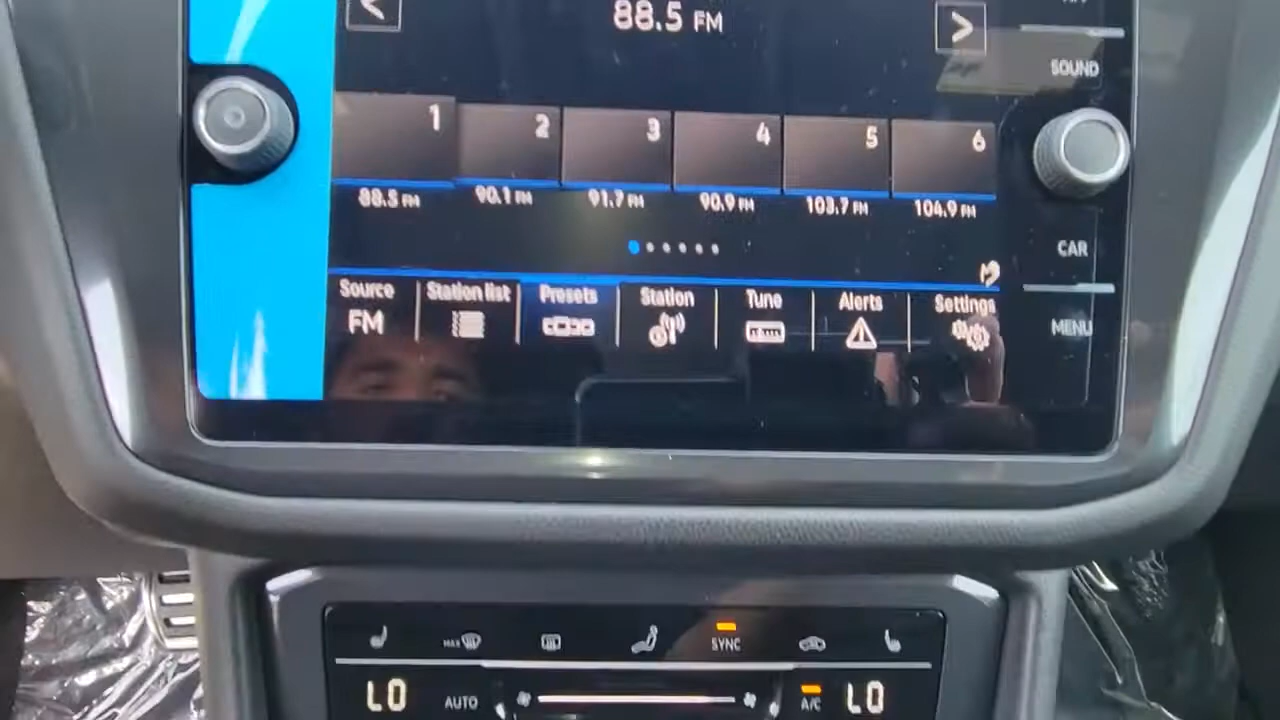 <
88.5 FM
>
SOUND
1 2 3 4 5 6
88.5 FM 90.1 FM 91.7 FM 90.9 FM 103.7 FM 104.9 FM
CAR
Source Station list Presets Station Tune Alerts Settings
FM
MENU
MAX SYNC
LO AUTO A/C LO